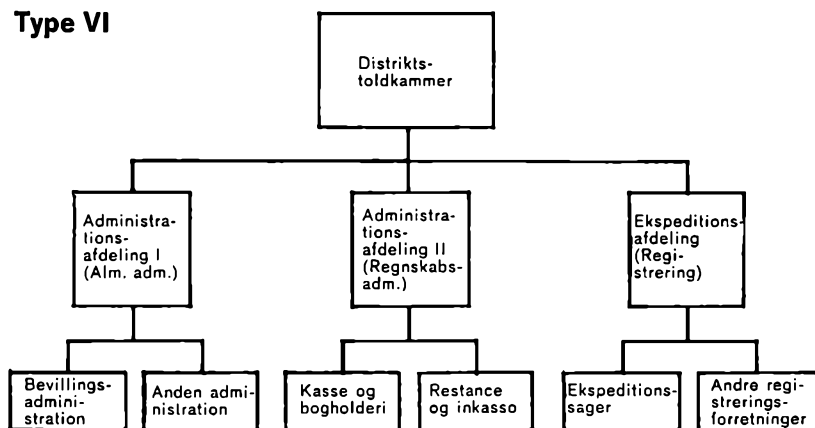 Type VI
Distrikts-
toldkammer
Administra-
tions-
afdeling I
(Alm. adm.)
Administra-
tions-
afdeling II
(Regnskabs-
adm.)
Ekspeditions-
afdeling
(Regi-
strering)
Bevillings-
admini-
stration
Anden admi-
nistration
Kasse og
bogholderi
Restance
og inkasso
Ekspeditions-
sager
Andre regi-
strerings-
forretninger